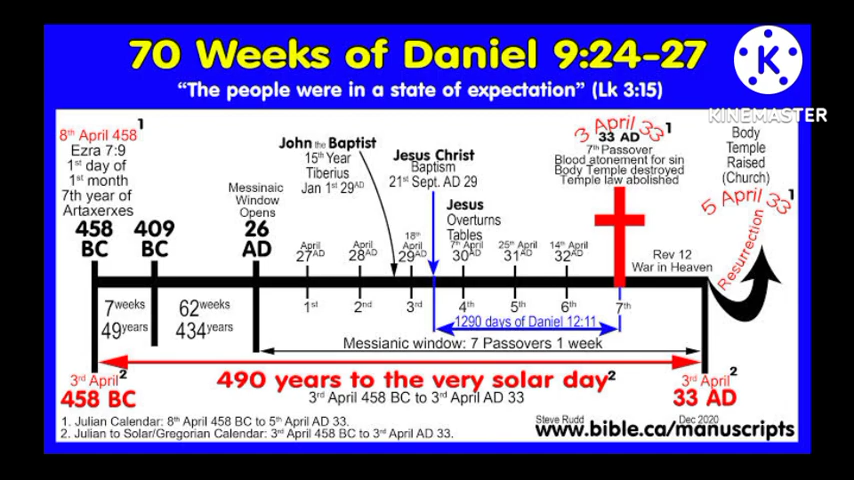 70 Weeks of Daniel 9:24-27
"The people were in a state of expectation" (Lk 3:15)
K
KINEMASTER
8th April 458 1
Ezra 7:9
1st day of
1st month
7th year of
Artaxerxes
458
BC
409
BC
Messinaic
Window
Opens
26
AD
John the Baptist
15th Year
Tiberius
Jan 1st 29AD
Jesus Christ
Baptism
21st Sept. AD 29
Jesus
Overturns
Tables
3 April 33 1
33 AD
7th Passover
Blood atonement for sin
Body Temple destroyed
Temple law abolished
Body
Temple
Raised
(Church)
5 April 33 1
Resurrection
Rev 12
War in Heaven
April
27AD
April
28AD
18th
April
29AD
7th April
30AD
25th April
31AD
14th April
32AD
1st
2nd
3rd
4th
5th
6th
7th
7weeks
49years
62weeks
434years
1290 days of Daniel 12:11
Messianic window: 7 Passovers 1 week
490 years to the very solar day2
3rd April 458 BC to 3rd April AD 33
3rd April 2
458 BC
3rd April 2
33 AD
1. Julian Calendar: 8th April 458 BC to 5th April AD 33.
2. Julian to Solar/Gregorian Calendar: 3rd April 458 BC to 3rd April AD 33.
Steve Rudd
Dec 2020
www.bible.ca/manuscripts